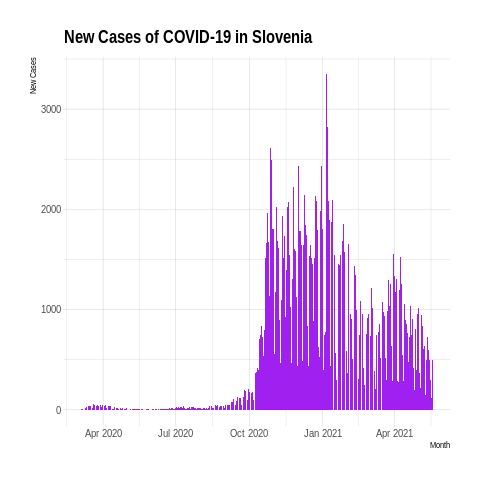 New Cases of COVID-19 in Slovenia
New Cases
3000
2000
1000
0
Apr 2020 Jul 2020 Oct 2020 Jan 2021 Apr 2021
Month